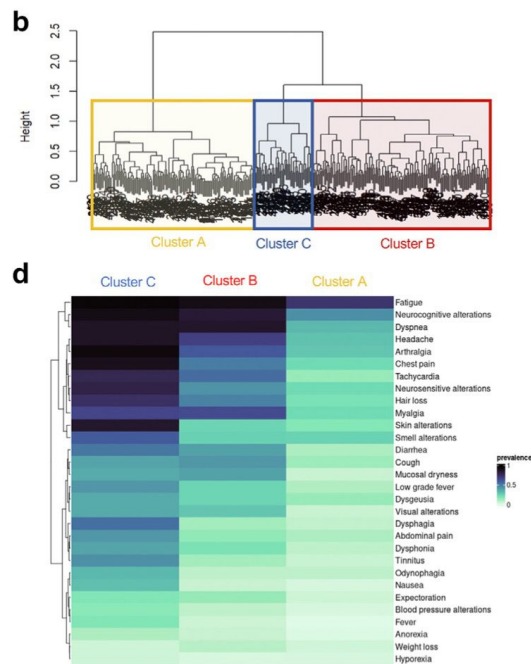 b
2.5
2.0
1.5
1.0
0.5
0.0
Height
Cluster A
Cluster C
Cluster B
d
Cluster C
Cluster B
Cluster A
Fatigue
Neurocognitive alterations
Dyspnea
Headache
Arthralgia
Chest pain
Tachycardia
Neurosensitive alterations
Hair loss
Myalgia
Skin alterations
Smell alterations
Diarrhea
Cough
Mucosal dryness
Low grade fever
Dysgeusia
Visual alterations
Dysphagia
Abdominal pain
Dysphonia
Tinnitus
Odynophagia
Nausea
Expectoration
Blood pressure alterations
Fever
Anorexia
Weight loss
Hyporexia
prevalence
1
0.5
0